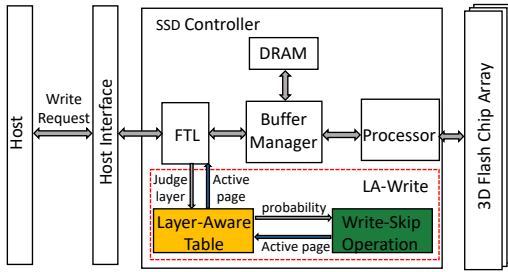 SSD Controller
DRAM
Host
Write
Request
Host Interface
FTL
Buffer
Manager
Processor
3D Flash Chip Array
Judge
layer
Active
page
LA-Write
Layer-Aware
Table
probability
Active page
Write-Skip
Operation